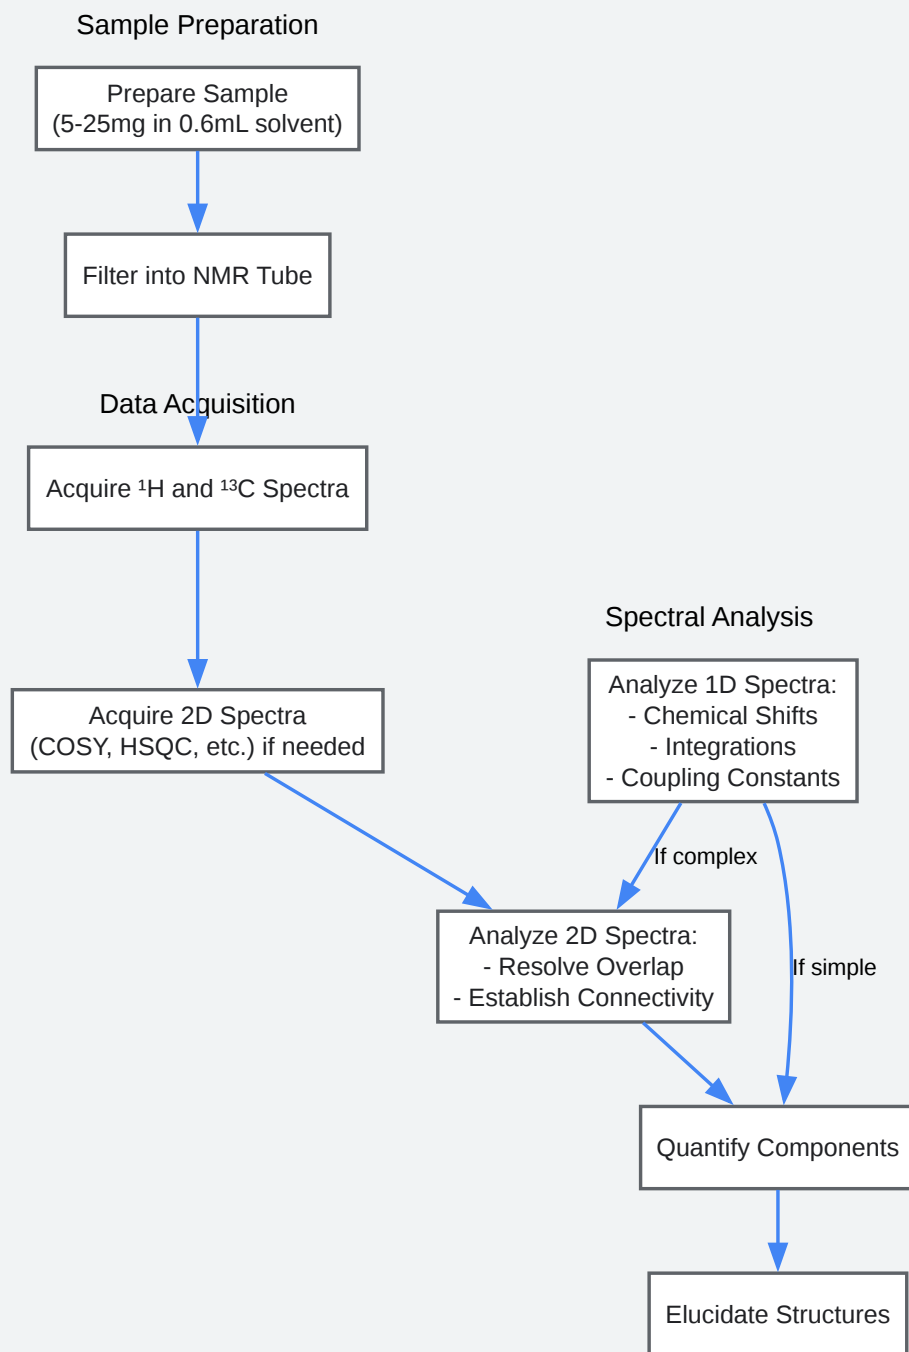 Sample Preparation
Prepare Sample
(5-25mg in 0.6mL solvent)
Filter into NMR Tube
Data Acquisition
Acquire ¹H and ¹³C Spectra
Acquire 2D Spectra
(COSY, HSQC, etc.) if needed
Spectral Analysis
Analyze 1D Spectra:
- Chemical Shifts
- Integrations
- Coupling Constants
If complex
If simple
Analyze 2D Spectra:
- Resolve Overlap
- Establish Connectivity
Quantify Components
Elucidate Structures